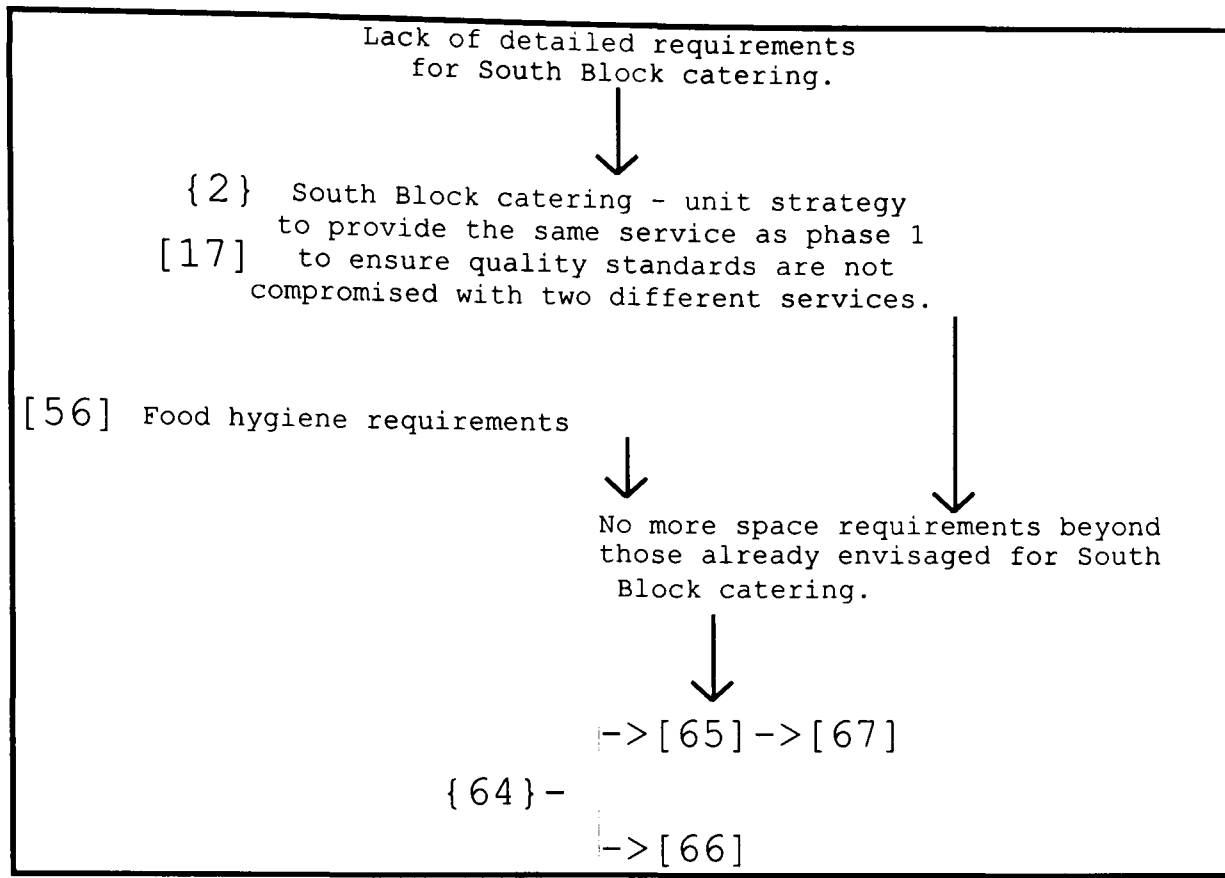 Lack of detailed requirements
for South Block catering.
{2} South Block catering - unit strategy
to provide the same service as phase 1
[17] to ensure quality standards are not
compromised with two different services.
[56] Food hygiene requirements
No more space requirements beyond
those already envisaged for South
Block catering.
->[65]->[67]
{64}-
->[66]